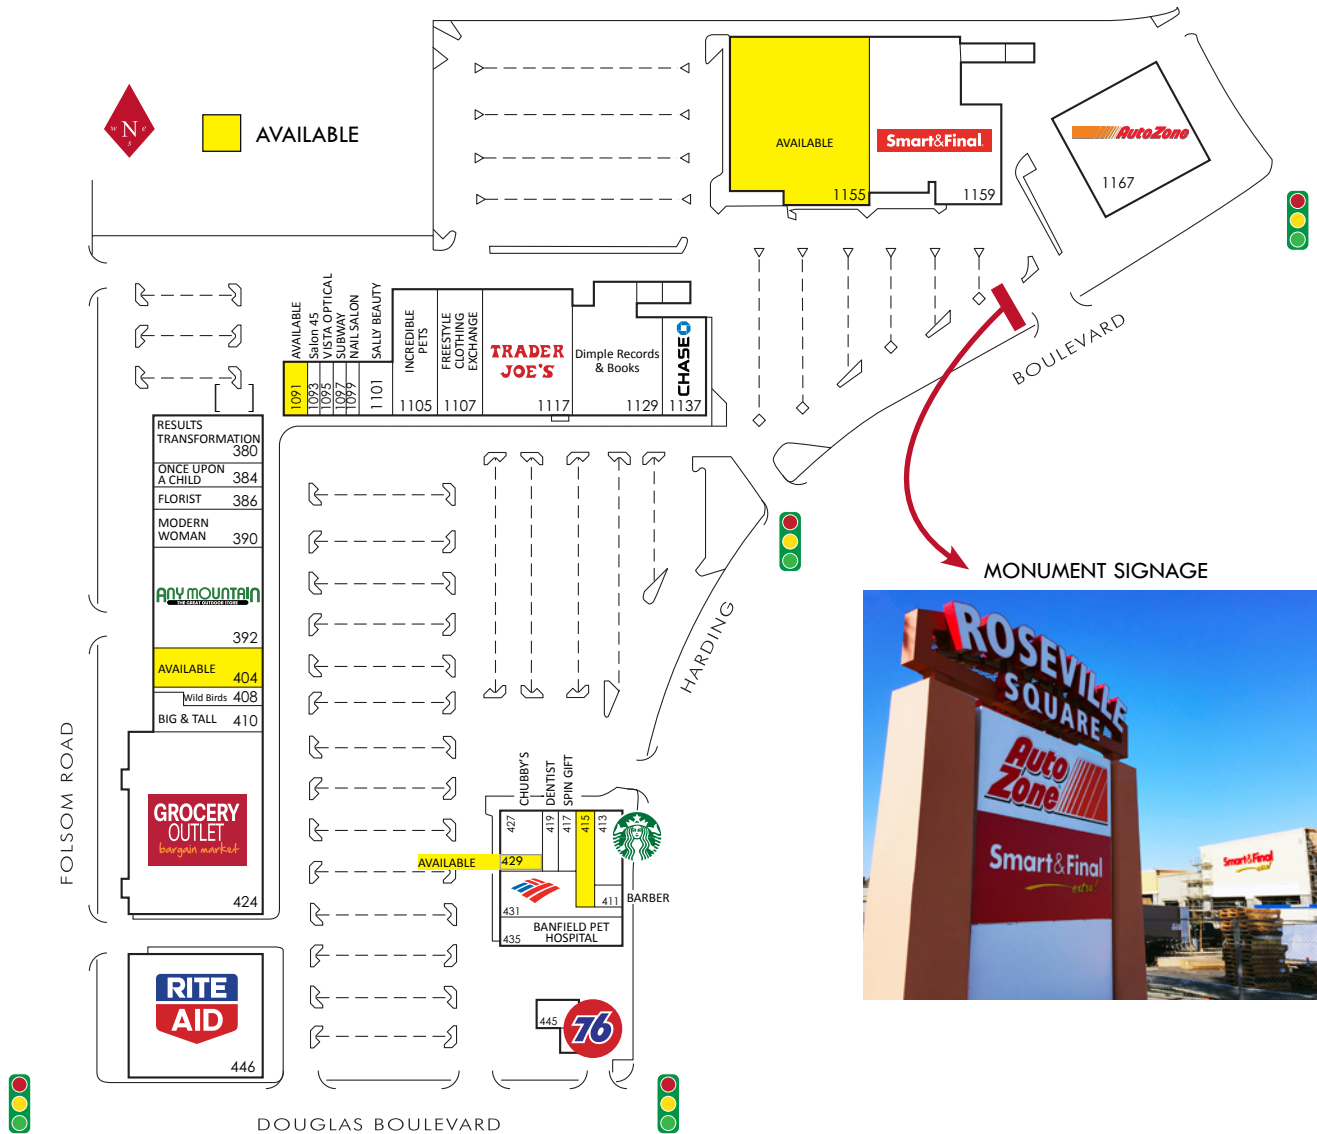 N
w
e
s
AVAILABLE
AVAILABLE
1155
Smart&Final.
1159
AutoZone
1167
BOULEVARD
AVAILABLE
1091
Salon 45
1093
VISTA OPTICAL
1095
SUBWAY
1097
NAIL SALON
1099
SALLY BEAUTY
1101
INCREDIBLE
PETS
1105
FREESTYLE
CLOTHING
EXCHANGE
1107
TRADER
JOE'S
1117
Dimple Records
& Books
1129
CHASE
1137
RESULTS
TRANSFORMATION
380
ONCE UPON
A CHILD
384
FLORIST
386
MODERN
WOMAN
390
ANY MOUNTAIN
THE GREAT OUTDOOR STORE
392
AVAILABLE
404
Wild Birds
408
BIG & TALL
410
GROCERY
OUTLET
bargain market
424
FOLSOM ROAD
RITE
AID
446
HARDING
CHUBBY'S
427
DENTIST
419
SPIN GIFT
417
415
413
AVAILABLE
429
431
411
BARBER
BANFIELD PET
HOSPITAL
435
445
76
DOUGLAS BOULEVARD
MONUMENT SIGNAGE
ROSEVILLE
SQUARE
Auto
Zone
Smart&Final
extra!
Smart&Final